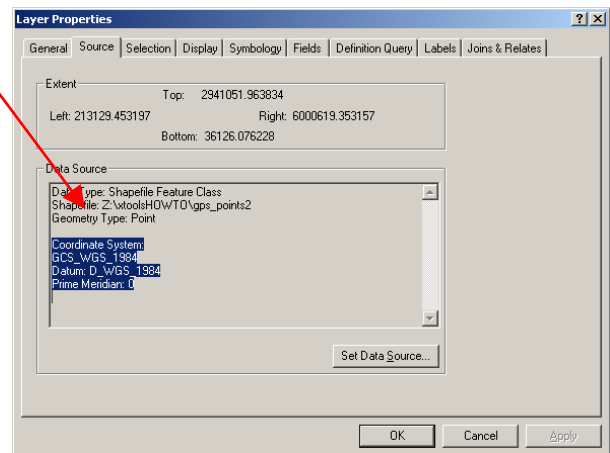 Layer Properties
General Source Selection Display Symbology Fields Definition Query Labels Joins & Relates
Extent
Top: 2941051.963834
Left: 213129.453197 Right: 6000619.353157
Bottom: 36126.076228
Data Source
Data Type: Shapefile Feature Class
Shapefile: Z:\xtoolsHOWTO\gps_points2
Geometry Type: Point
Coordinate System:
GCS_WGS_1984
Datum: D_WGS_1984
Prime Meridian: 0
Set Data Source...
OK Cancel Apply